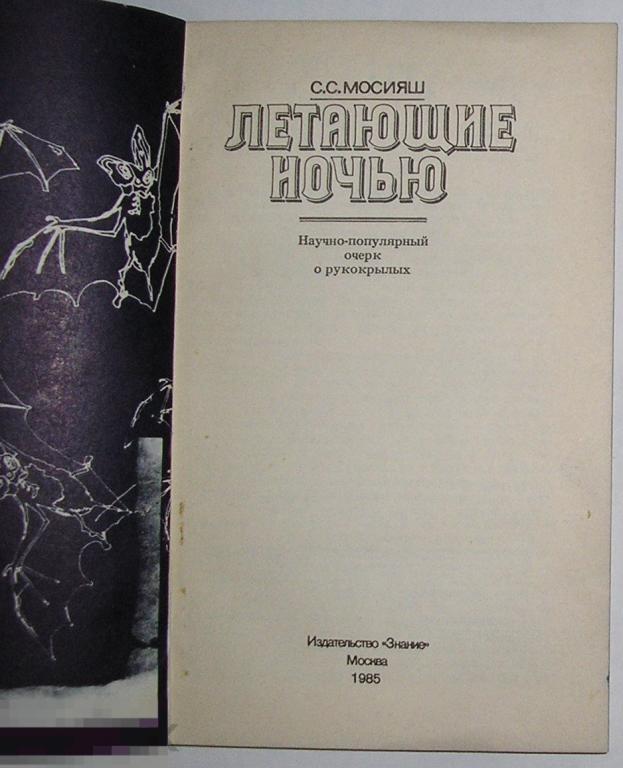 С.С. МОСИЯШ
ЛЕТАЮЩИЕ
НОЧЬЮ
Научно-популярный
очерк
о рукокрылых
Издательство «Знание»
Москва
1985